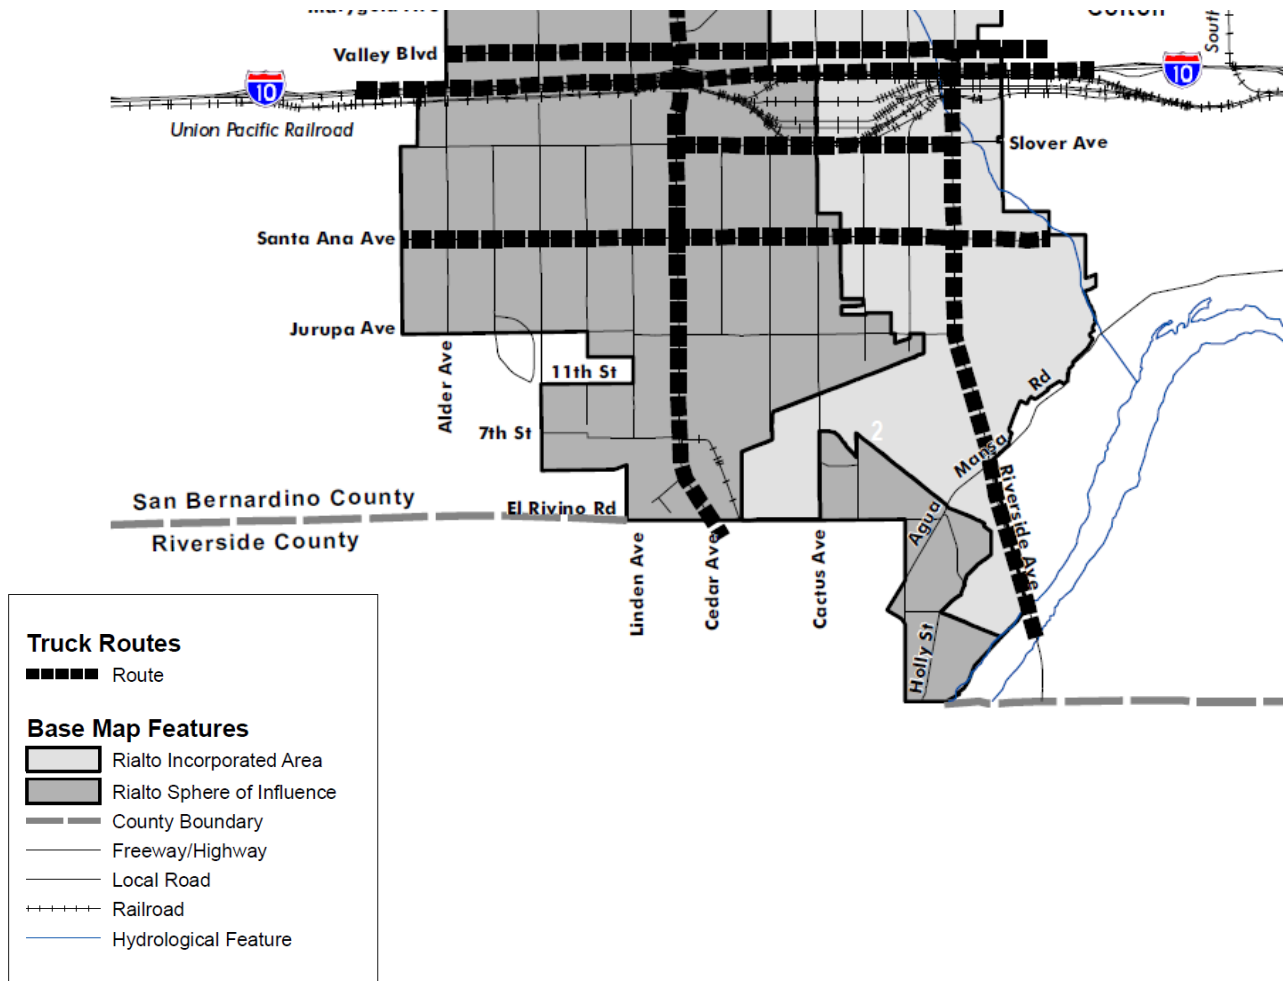 Colton
Valley Blvd
South
10
10
Union Pacific Railroad
Slover Ave
Santa Ana Ave
Jurupa Ave
Alder Ave
11th St
Rd
7th St
2
Mansa
San Bernardino County
El Rivino Rd
Riverside County
Agua
Riverside Ave
Linden Ave
Cedar Ave
Cactus Ave
Holly St
Truck Routes
Route
Base Map Features
Rialto Incorporated Area
Rialto Sphere of Influence
County Boundary
Freeway/Highway
Local Road
Railroad
Hydrological Feature